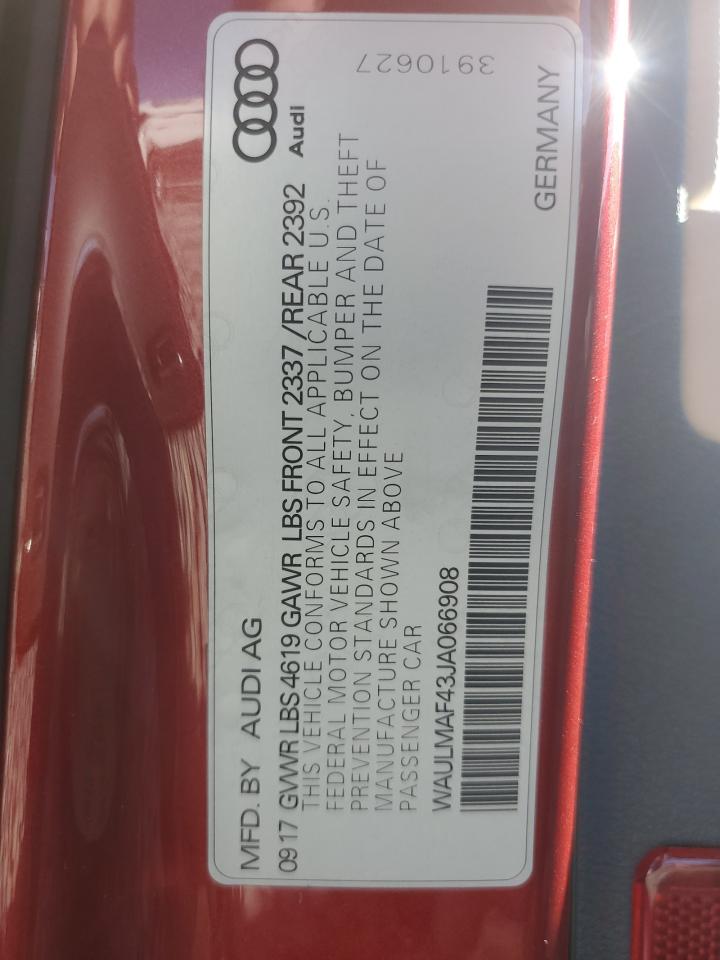 MFD. BY AUDI AG
Audi
0917 GVWR LBS 4619 GAWR LBS FRONT 2337 /REAR 2392
THIS VEHICLE CONFORMS TO ALL APPLICABLE U.S.
FEDERAL MOTOR VEHICLE SAFETY, BUMPER AND THEFT
PREVENTION STANDARDS IN EFFECT ON THE DATE OF
MANUFACTURE SHOWN ABOVE
PASSENGER CAR
3910627
WAULMAF43JA066908
GERMANY